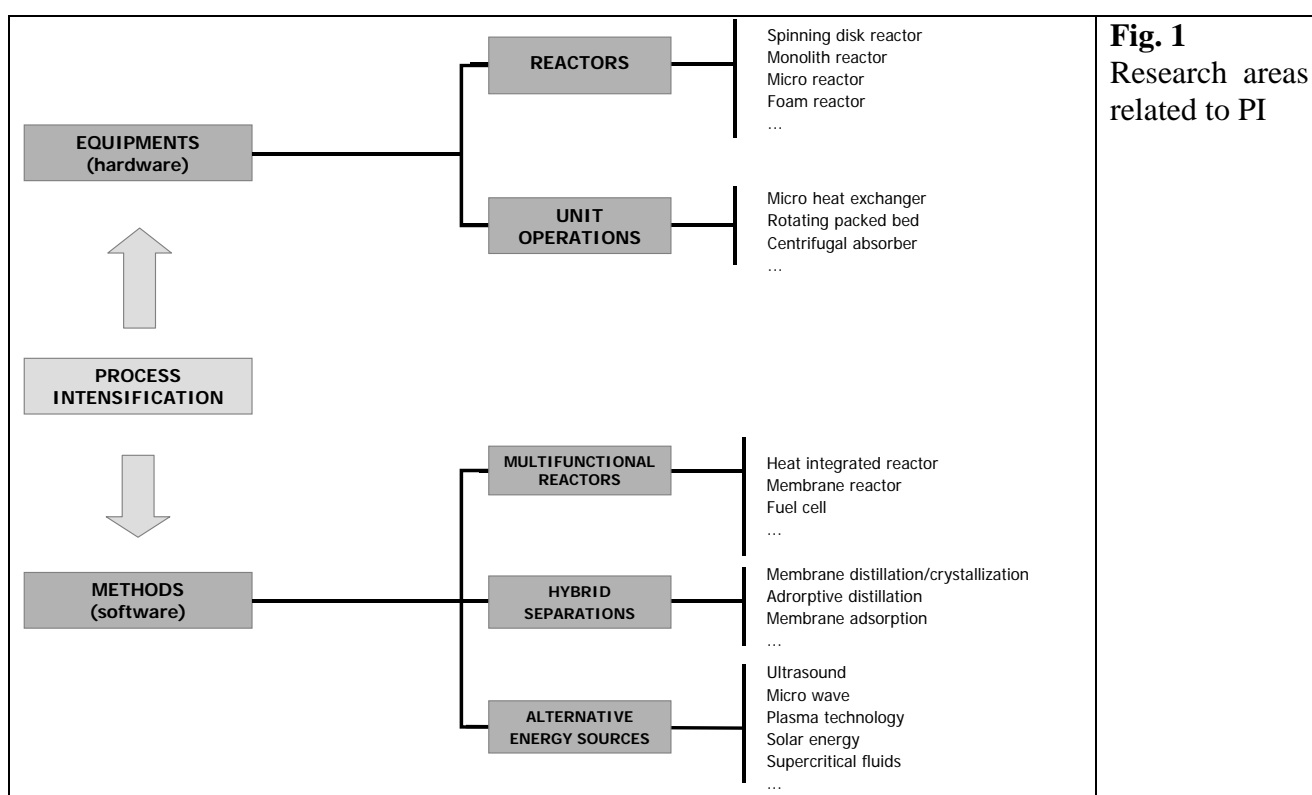 Fig. 1
Research areas
related to PI
EQUIPMENTS
(hardware)
REACTORS
Spinning disk reactor
Monolith reactor
Micro reactor
Foam reactor
...
UNIT
OPERATIONS
Micro heat exchanger
Rotating packed bed
Centrifugal absorber
...
PROCESS
INTENSIFICATION
METHODS
(software)
MULTIFUNCTIONAL
REACTORS
Heat integrated reactor
Membrane reactor
Fuel cell
...
HYBRID
SEPARATIONS
Membrane distillation/crystallization
Adrorptive distillation
Membrane adsorption
...
ALTERNATIVE
ENERGY SOURCES
Ultrasound
Micro wave
Plasma technology
Solar energy
Supercritical fluids
...